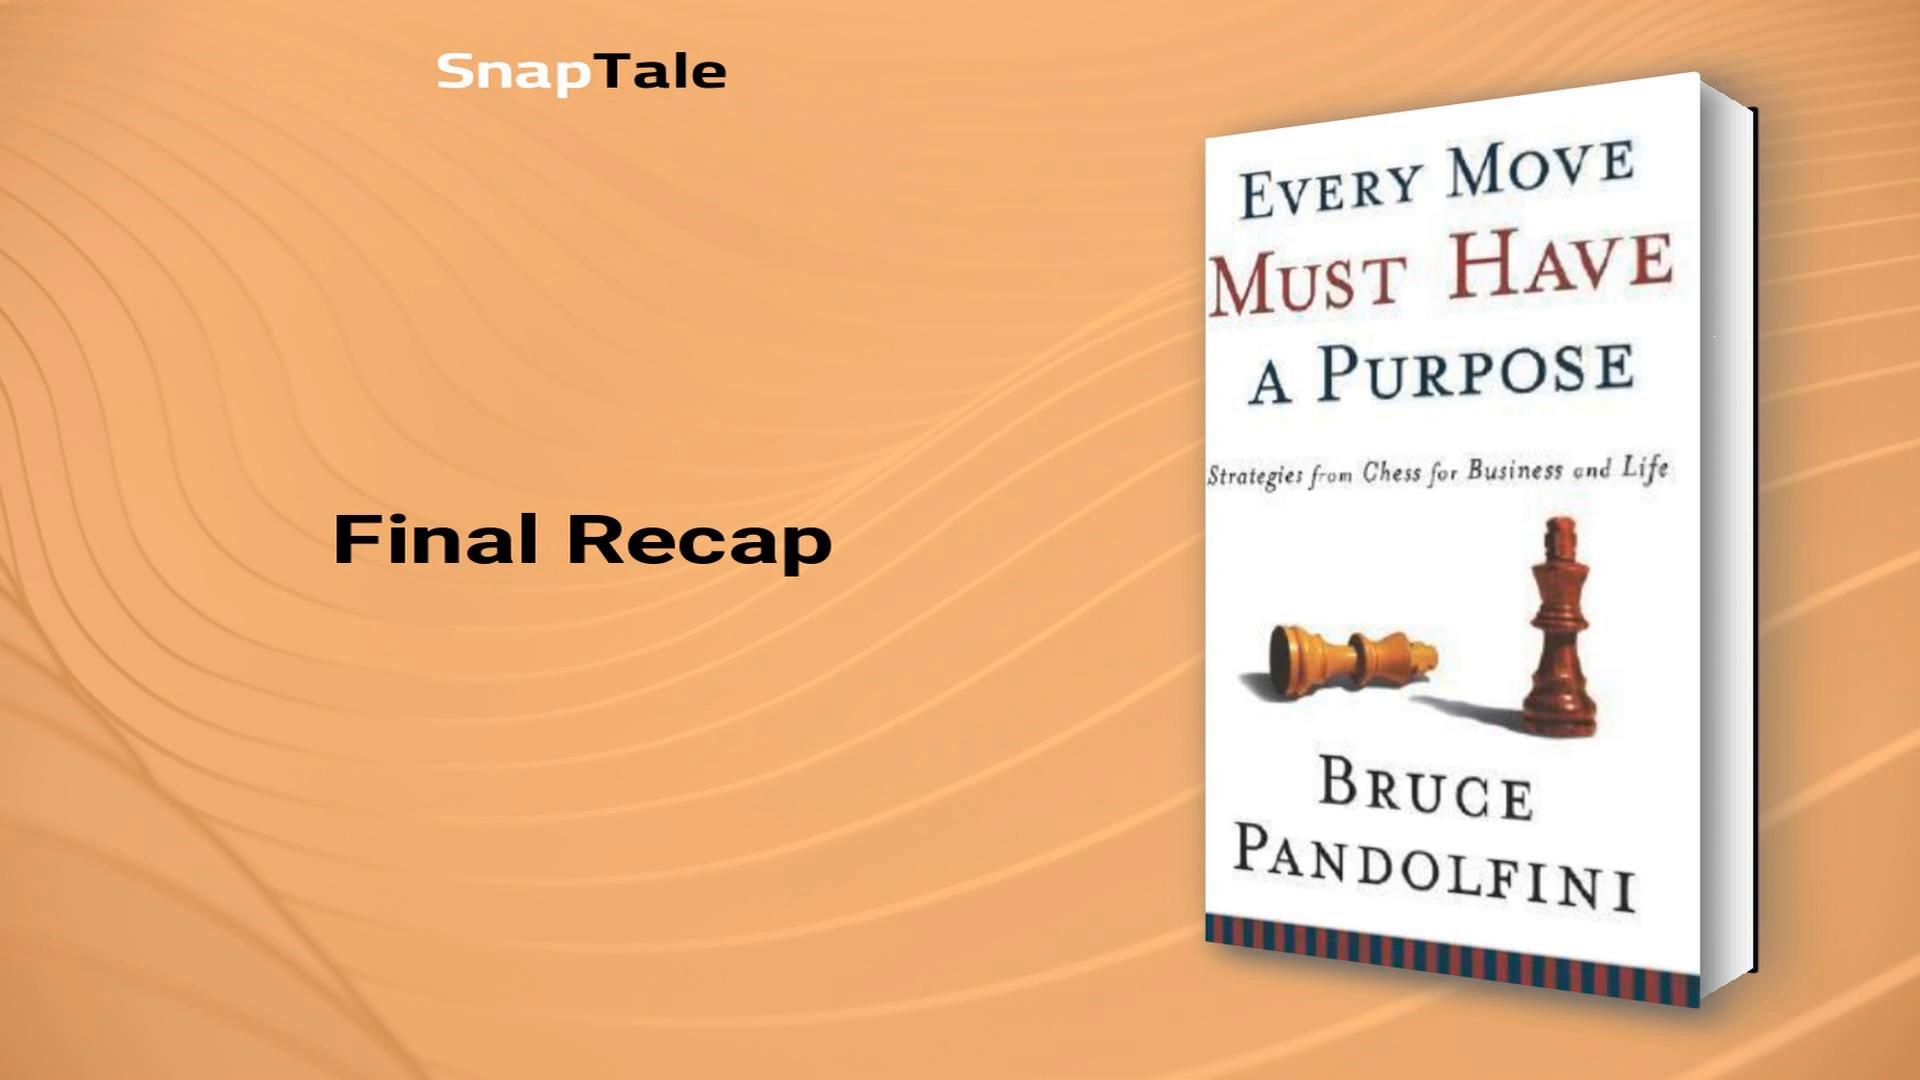 SnapTale
Final Recap
EVERY MOVE
MUST HAVE
A PURPOSE
Strategies from Chess for Business and Life
BRUCE
PANDOLFINI